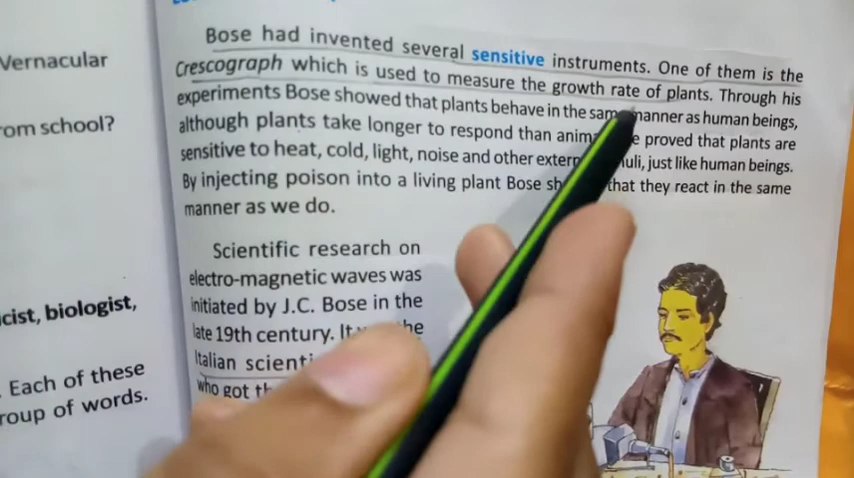 Vernacular
om school?
cist, biologist,
. Each of these
roup of words.
Bose had invented several sensitive instruments. One of them is the
Crescograph which is used to measure the growth rate of plants. Through his
experiments Bose showed that plants behave in the same manner as human beings,
although plants take longer to respond than anim e proved that plants are
sensitive to heat, cold, light, noise and other extern uli, just like human beings.
By injecting poison into a living plant Bose sh that they react in the same
manner as we do.
Scientific research on
electro-magnetic waves was
initiated by J.C. Bose in the
late 19th century. It he
Italian scienti
who got th